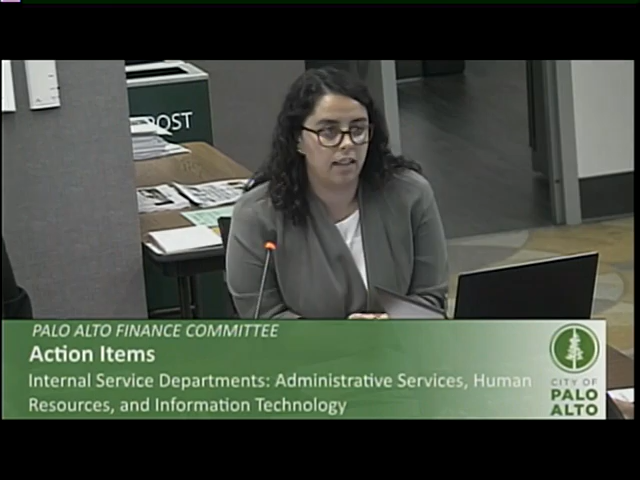 POST
PALO ALTO FINANCE COMMITTEE
Action Items
Internal Service Departments: Administrative Services, Human
Resources, and Information Technology
CITY OF
PALO
ALTO